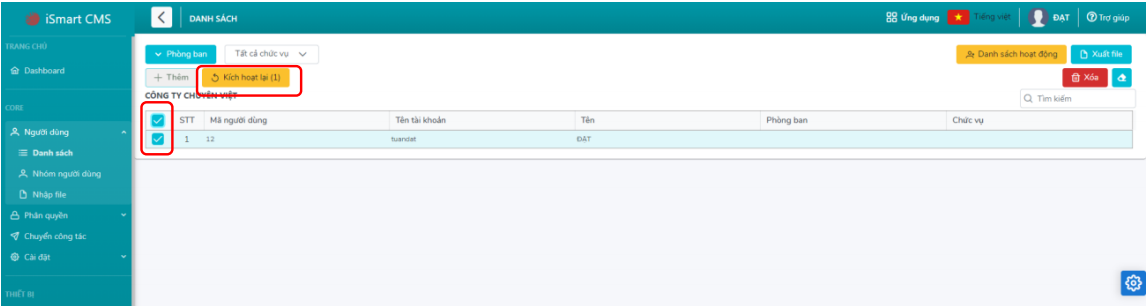 iSmart CMS
DANH SÁCH
Ứng dụng
Tiếng việt
ĐẠT
Trợ giúp
TRANG CHỦ
Dashboard
CORE
Người dùng
Danh sách
Nhóm người dùng
Nhập file
Phân quyền
Chuyển công tác
Cài đặt
THIẾT BỊ
Phòng ban
Tất cả chức vụ
Danh sách hoạt động
Xuất file
+ Thêm
Kích hoạt lại (1)
Xóa
CÔNG TY CHUYÊN VIỆT
Tìm kiếm
STT Mã người dùng Tên tài khoản Tên Phòng ban Chức vụ
1 12 tuandat ĐẠT